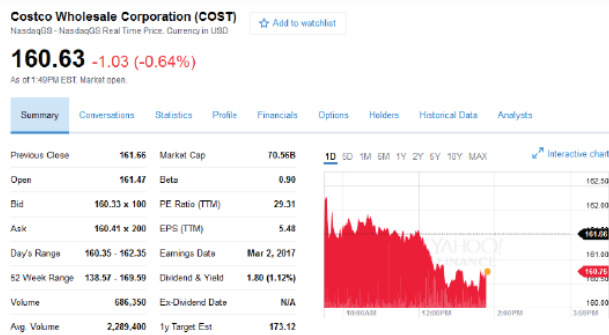 Costco Wholesale Corporation (COST)
Add to watchlist
NasdaqGS - NasdaqGS Real Time Price. Currency in USD
160.63 -1.03 (-0.64%)
As of 1:49PM EST. Market open.
Summary Conversations Statistics Profile Financials Options Holders Historical Data Analysts
Previous Close 161.66 Market Cap 70.56B
Open 161.47 Beta 0.90
Bid 160.33 x 100 PE Ratio (TTM) 29.31
Ask 160.41 x 200 EPS (TTM) 5.48
Day's Range 160.35 - 162.35 Earnings Date Mar 2, 2017
52 Week Range 138.57 - 169.59 Dividend & Yield 1.80 (1.12%)
Volume 686,350 Ex-Dividend Date N/A
Avg. Volume 2,289,400 1y Target Est 173.12
1D 5D 1M 6M 1Y 2Y 5Y 10Y MAX Interactive chart
162.50
162.00
161.66
YAHOO!
FINANCE
161.00
160.75
160.00
10:00AM 12:00PM 2:00PM 3:59PM